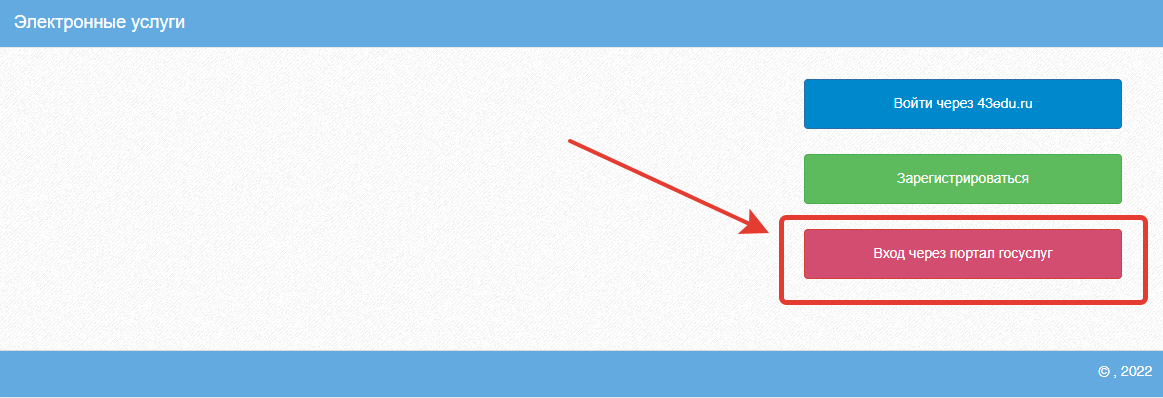 Электронные услуги
Войти через 43edu.ru
Зарегистрироваться
Вход через портал госуслуг
© , 2022